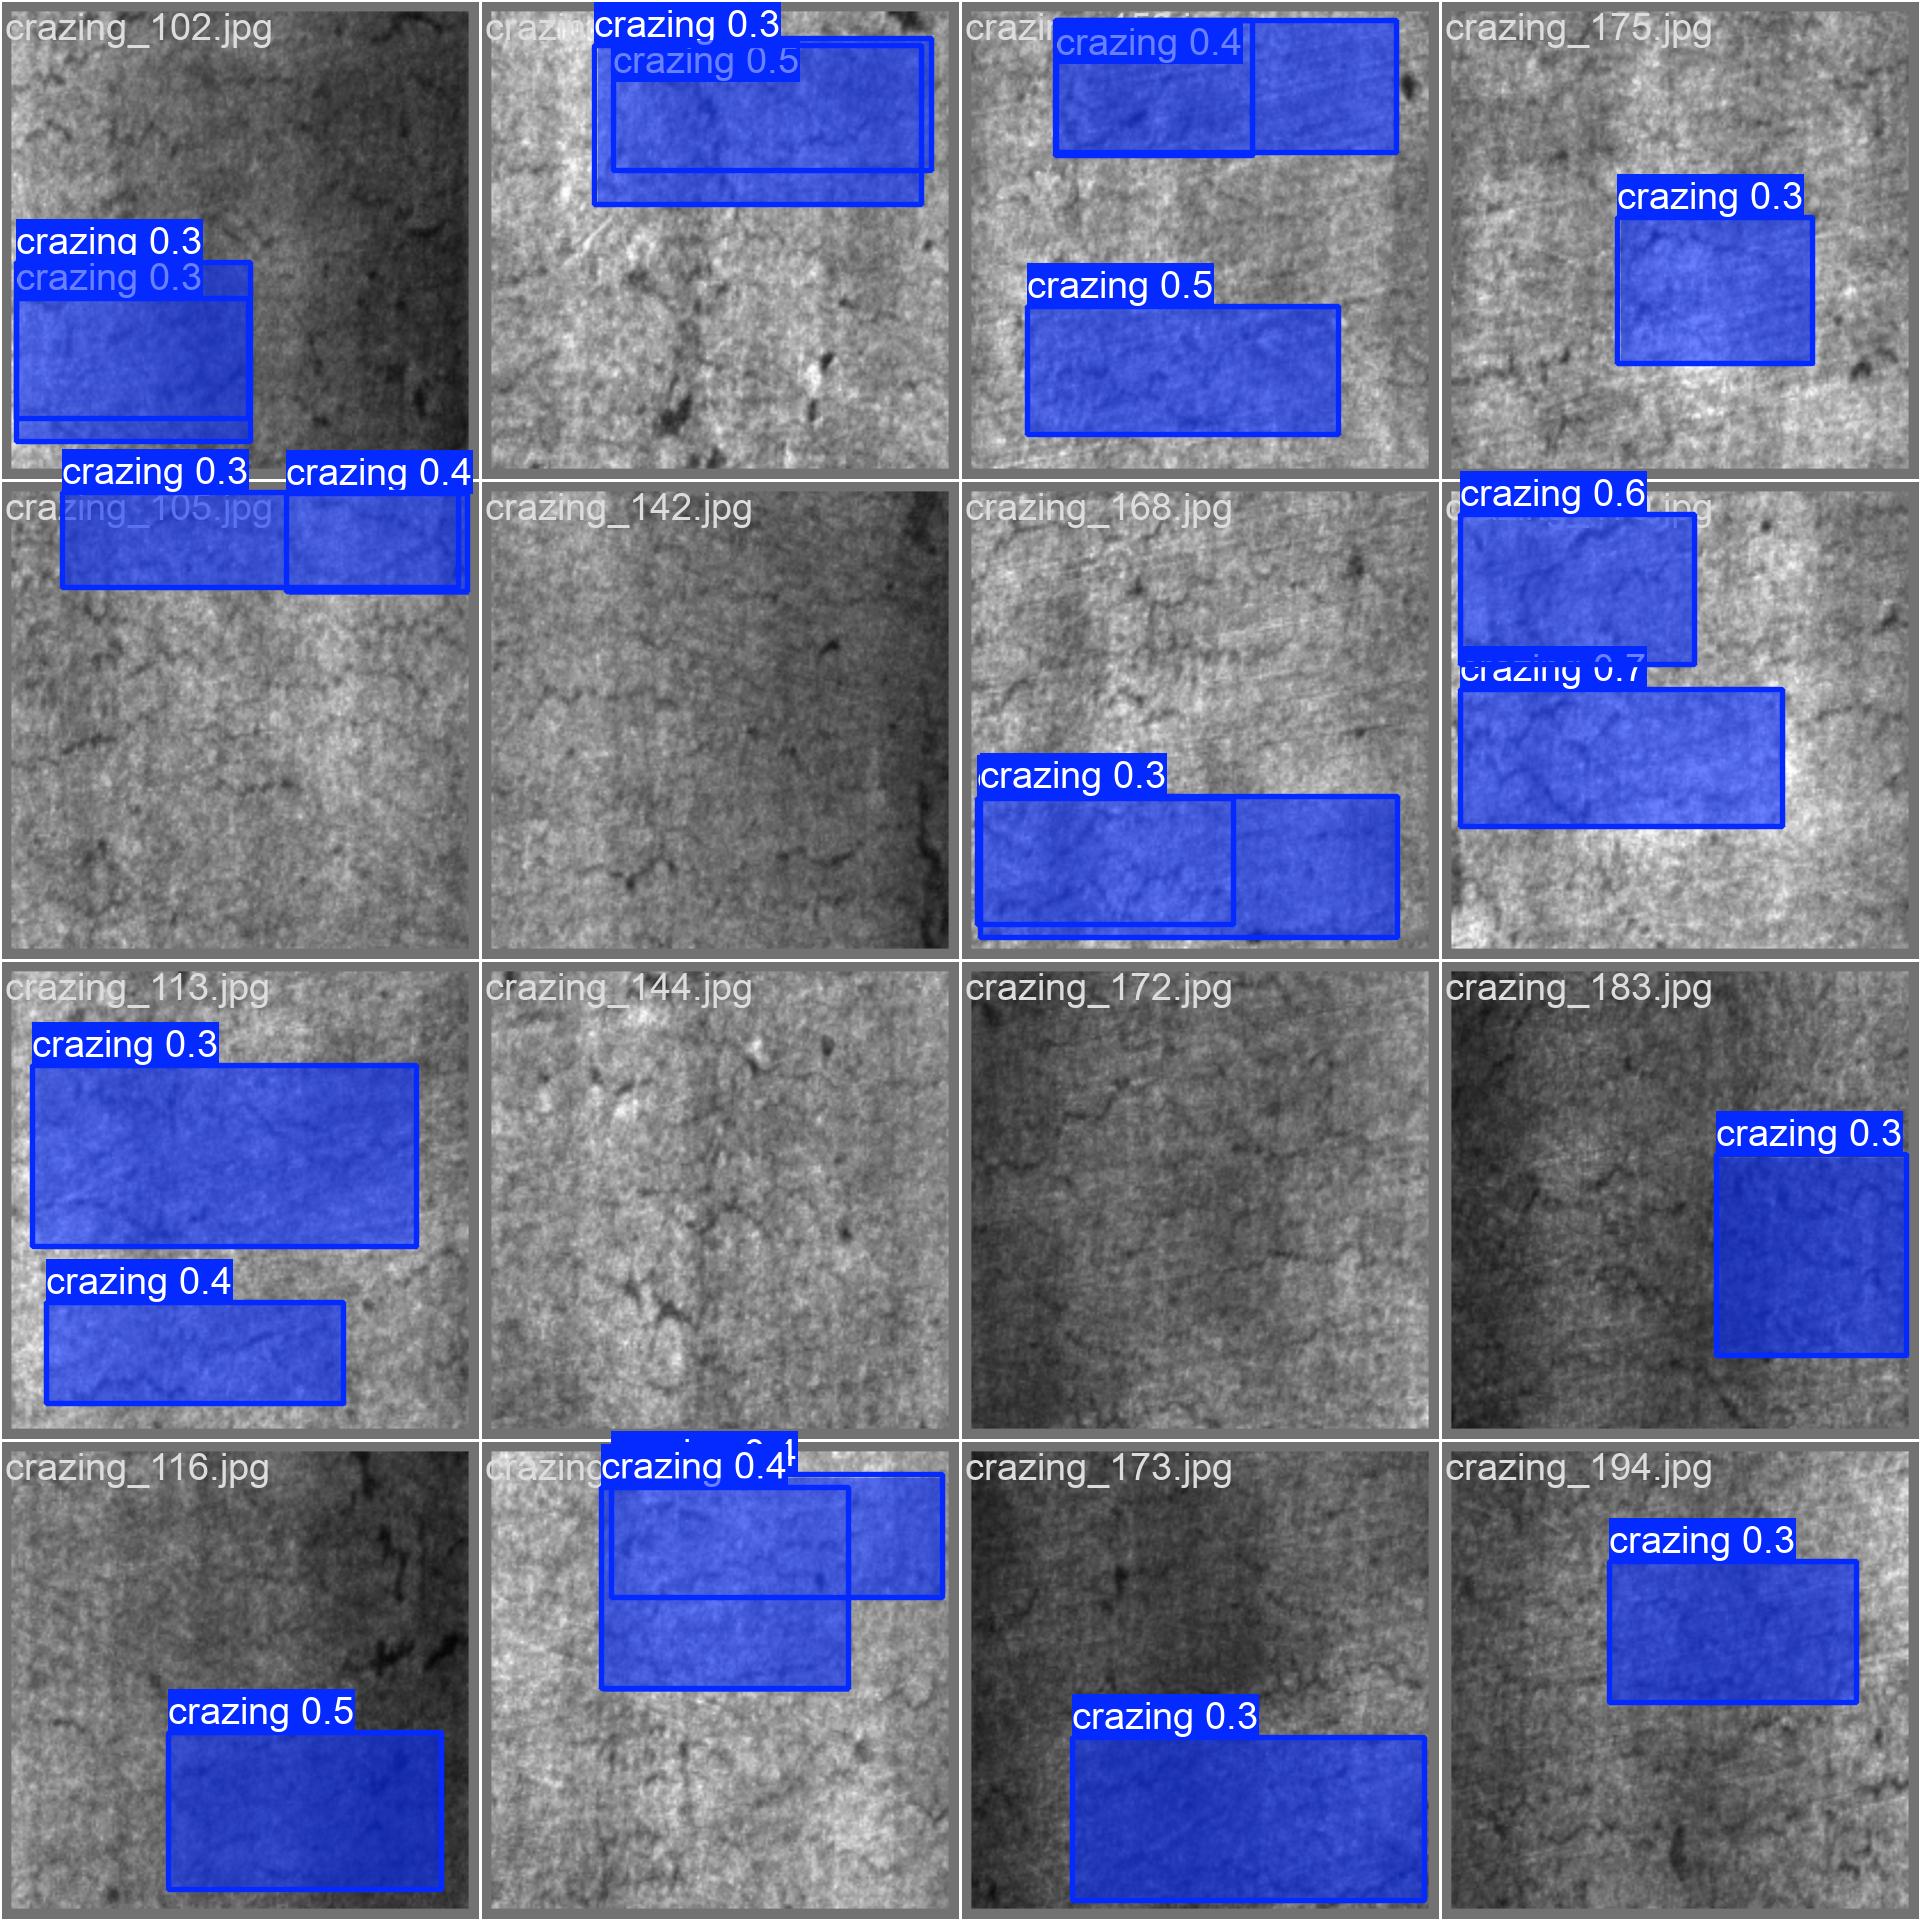 crazing_102.jpg
crazing 0.3
crazing 0.3
crazing 0.3
crazing 0.5
crazing 0.4
crazing 0.5
crazing_175.jpg
crazing 0.3
crazing_105.jpg
crazing 0.3
crazing 0.4
crazing_142.jpg
crazing_168.jpg
crazing 0.3
crazing 0.6
crazing 0.7
crazing_113.jpg
crazing 0.3
crazing 0.4
crazing_144.jpg
crazing_172.jpg
crazing_183.jpg
crazing 0.3
crazing_116.jpg
crazing 0.5
crazing 0.4
crazing_173.jpg
crazing 0.3
crazing_194.jpg
crazing 0.3